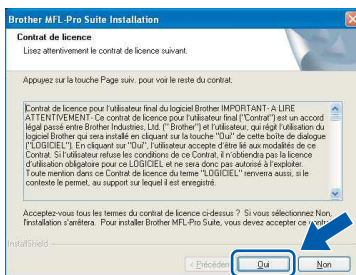 Brother MFL-Pro Suite Installation
Contrat de licence
Lisez attentivement le contrat de licence suivant.
Appuyez sur la touche Page suiv. pour voir le reste du contrat.
Contrat de licence pour l'utilisateur final du logiciel Brother IMPORTANT- A LIRE
ATTENTIVEMENT- Ce contrat de licence pour l'utilisateur final ("Contrat") est un accord
légal passé entre Brother Industries, Ltd. (" Brother") et l'utilisateur, qui régit l'utilisation du
logiciel Brother qui sera installé en cliquant sur la touche "Oui" de cette boîte de dialogue
("LOGICIEL"). En cliquant sur "Oui", l'utilisateur accepte d'être lié aux modalités de ce
Contrat. Si l'utilisateur refuse les conditions de ce Contrat, il n'obtiendra pas la licence
d'utilisation obligatoire pour ce LOGICIEL et ne sera donc pas autorisé à l'exploiter.
Toute mention dans ce Contrat de licence du terme "LOGICIEL" renverra aussi, si le
contexte le permet, au support sur lequel il est enregistré.
Acceptez-vous tous les termes du contrat de licence ci-dessus ? Si vous sélectionnez Non,
l'installation s'arrêtera. Pour installer Brother MFL-Pro Suite, vous devez accepter ce
InstallShield
< Précéden
Oui
Non